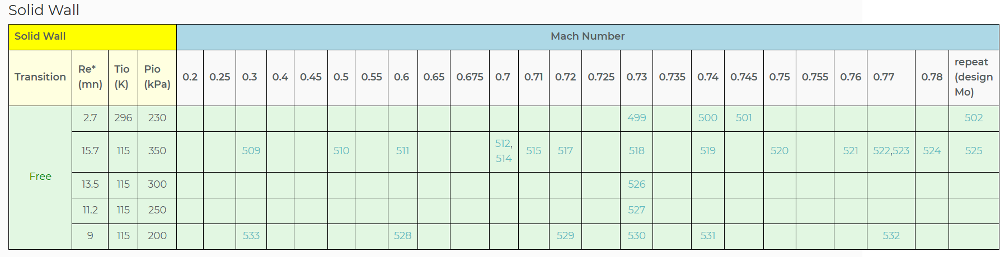 Solid Wall
Solid Wall Mach Number
Transition Re* (mn) Tio (K) Pio (kPa) 0.2 0.25 0.3 0.4 0.45 0.5 0.55 0.6 0.65 0.675 0.7 0.71 0.72 0.725 0.73 0.735 0.74 0.745 0.75 0.755 0.76 0.77 0.78 repeat (design Mo)
Free
2.7 296 230 499 500 501 502
15.7 115 350 509 510 511 512, 514 515 517 518 519 520 521 522,523 524 525
13.5 115 300 526
11.2 115 250 527
9 115 200 533 528 529 530 531 532